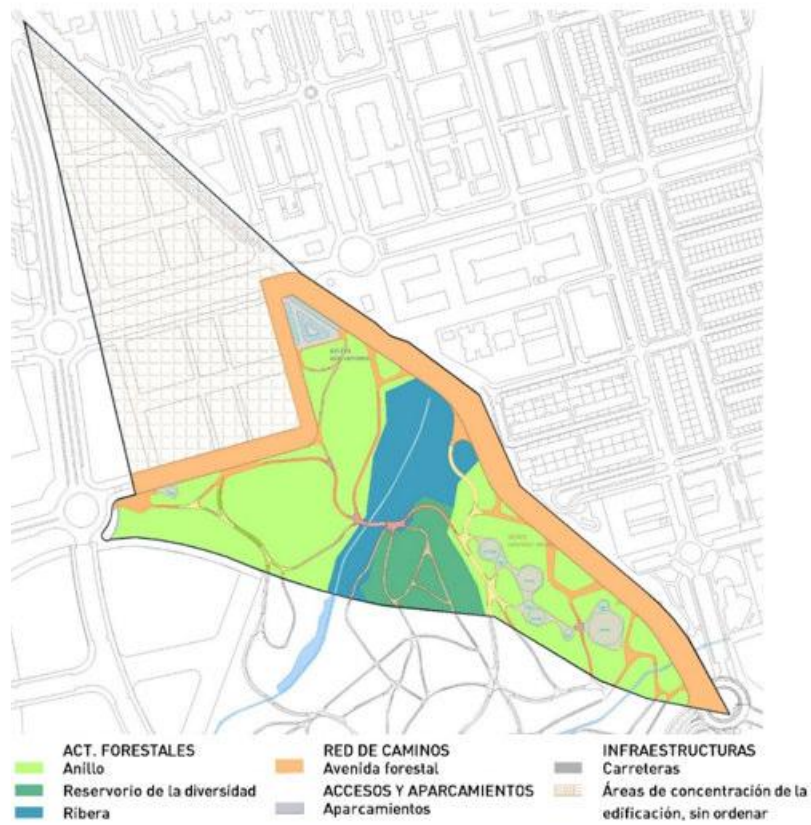 ACT. FORESTALES
Anillo
Reservorio de la diversidad
Ribera
RED DE CAMINOS
Avenida forestal
ACCESOS Y APARCAMIENTOS
Aparcamientos
INFRAESTRUCTURAS
Carreteras
Áreas de concentración de la
edificación, sin ordenar